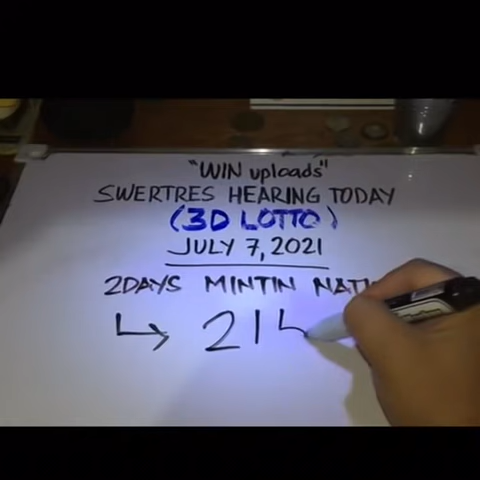 "WIN uploads"
SWERTRES HEARING TODAY
(3D LOTTO)
JULY 7, 2021
2DAYS MINTIN
21